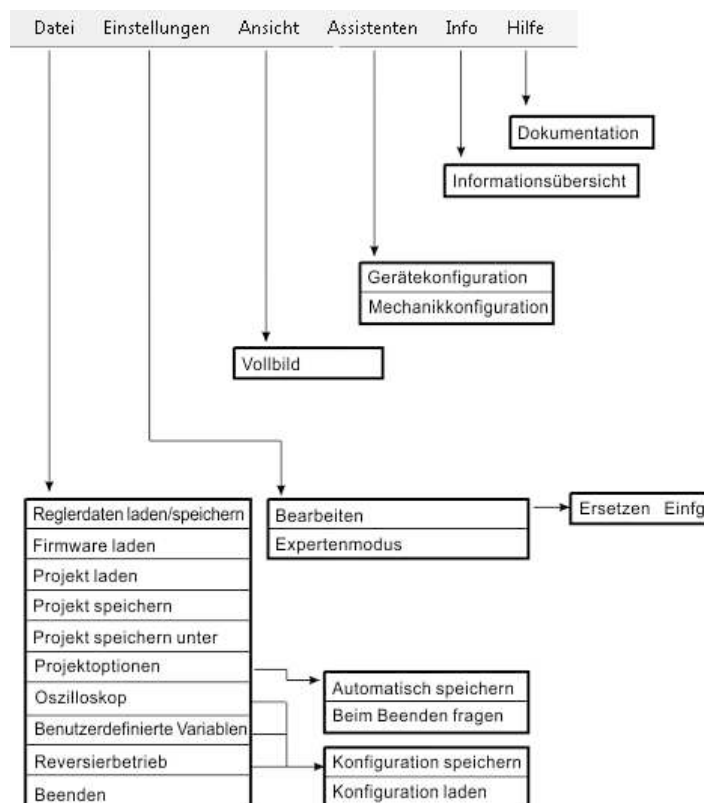 Datei Einstellungen Ansicht Assistenten Info Hilfe
Dokumentation
Informationsübersicht
Gerätekonfiguration
Mechanikkonfiguration
Vollbild
Reglerdaten laden/speichern
Firmware laden
Projekt laden
Projekt speichern
Projekt speichern unter
Projektoptionen
Oszilloskop
Benutzerdefinierte Variablen
Reversierbetrieb
Beenden
Bearbeiten
Expertenmodus
Ersetzen Einfg
Automatisch speichern
Beim Beenden fragen
Konfiguration speichern
Konfiguration laden